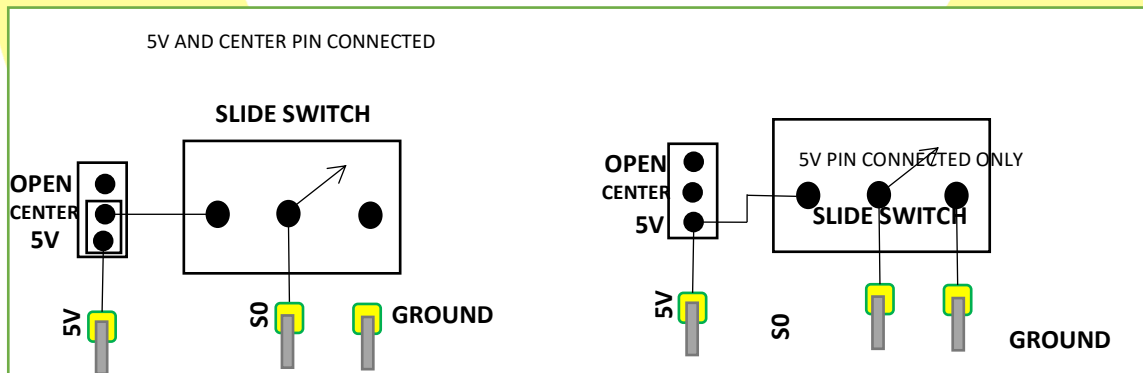 5V AND CENTER PIN CONNECTED
SLIDE SWITCH
OPEN
CENTER
5V
5V
S0
GROUND
5V PIN CONNECTED ONLY
SLIDE SWITCH
OPEN
CENTER
5V
5V
S0
GROUND